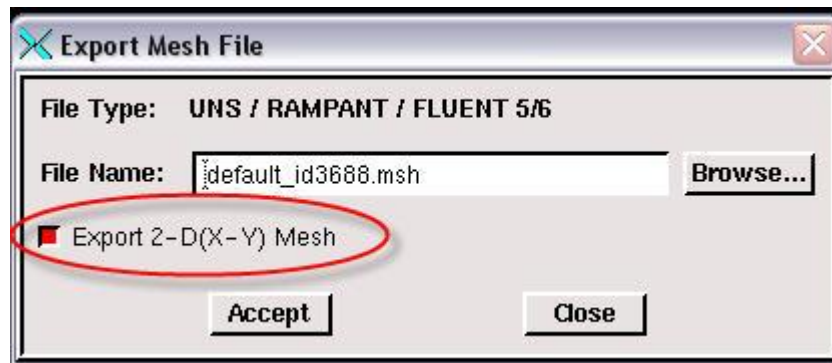 Export Mesh File
File Type: UNS / RAMPANT / FLUENT 5/6
File Name: default_id3688.msh Browse...
Export 2-D(X-Y) Mesh
Accept Close